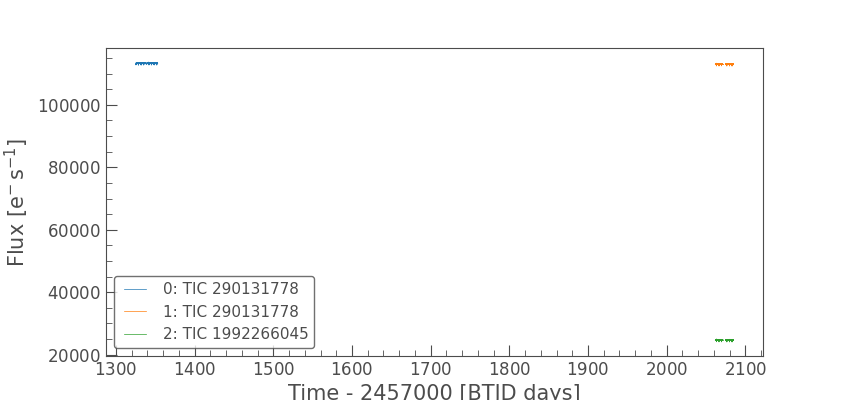 Flux [e⁻ s⁻¹]
100000
80000
60000
40000
20000
0: TIC 290131778
1: TIC 290131778
2: TIC 1992266045
1300 1400 1500 1600 1700 1800 1900 2000 2100
Time - 2457000 [BTJD days]